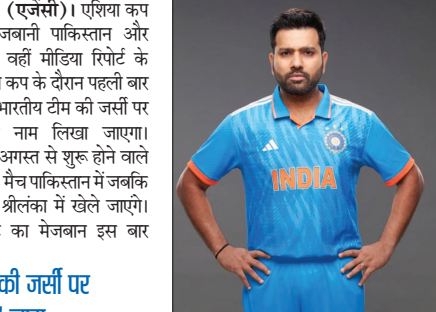 (एजेंसी)। एशिया कप
जबानी पाकिस्तान और
वहीं मीडिया रिपोर्ट के
कप के दौरान पहली बार
भारतीय टीम की जर्सी पर
नाम लिखा जाएगा।
अगस्त से शुरू होने वाले
मैच पाकिस्तान में जबकि
श्रीलंका में खेले जाएंगे।
का मेजबान इस बार
की जर्सी पर
INDIA